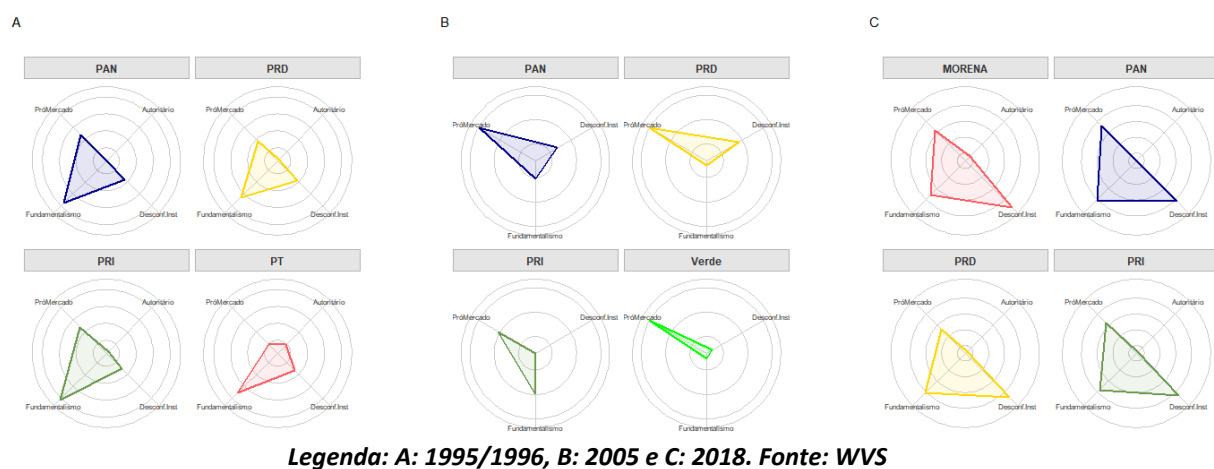 A
B
C
PAN
PRD
PróMercado
Autoritário
Fundamentalismo
Desconf.Inst
PróMercado
Autoritário
Fundamentalismo
Desconf.Inst
PRI
PT
PróMercado
Autoritário
Fundamentalismo
Desconf.Inst
PróMercado
Autoritário
Fundamentalismo
Desconf.Inst
PAN
PRD
PróMercado
Desconf.Inst
Fundamentalismo
PróMercado
Desconf.Inst
Fundamentalismo
PRI
Verde
PróMercado
Desconf.Inst
Fundamentalismo
PróMercado
Desconf.Inst
Fundamentalismo
MORENA
PAN
PróMercado
Autoritário
Fundamentalismo
Desconf.Inst
PróMercado
Autoritário
Fundamentalismo
Desconf.Inst
PRD
PRI
PróMercado
Autoritário
Fundamentalismo
Desconf.Inst
PróMercado
Autoritário
Fundamentalismo
Desconf.Inst
Legenda: A: 1995/1996, B: 2005 e C: 2018. Fonte: WVS